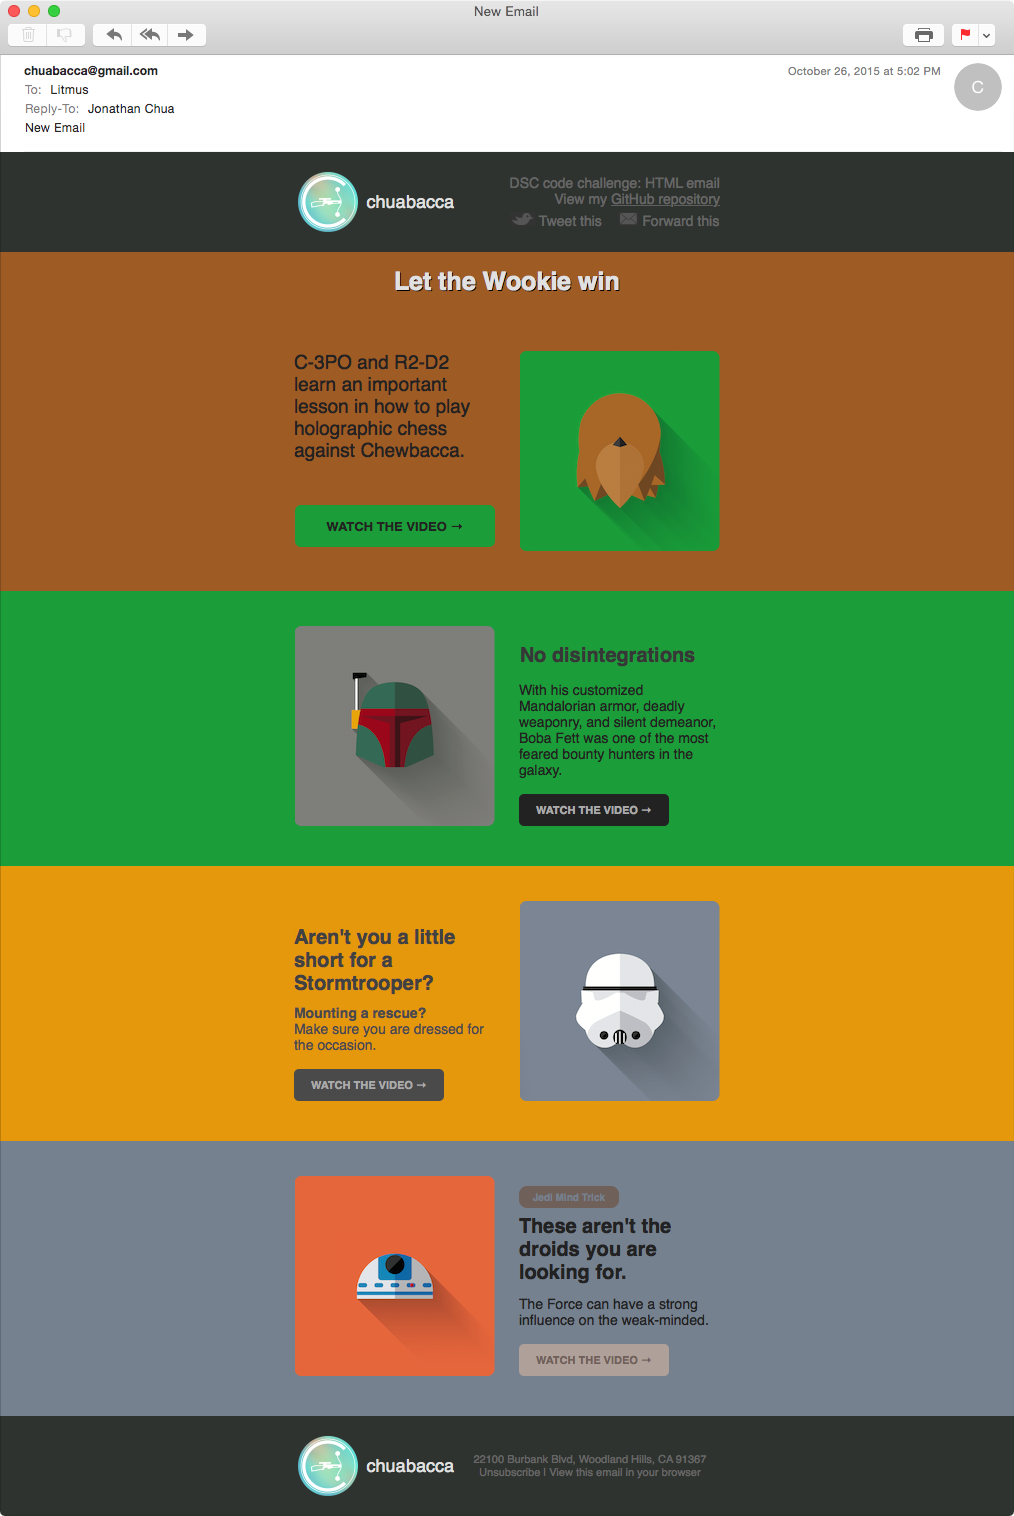 New Email
chuabacca@gmail.com
October 26, 2015 at 5:02 PM
C
To: Litmus
Reply-To: Jonathan Chua
New Email
chuabacca
DSC code challenge: HTML email
View my GitHub repository
Tweet this
Forward this
Let the Wookie win
C-3PO and R2-D2
learn an important
lesson in how to play
holographic chess
against Chewbacca.
WATCH THE VIDEO →
No disintegrations
With his customized
Mandalorian armor, deadly
weaponry, and silent demeanor,
Boba Fett was one of the most
feared bounty hunters in the
galaxy.
WATCH THE VIDEO →
Aren't you a little
short for a
Stormtrooper?
Mounting a rescue?
Make sure you are dressed for
the occasion.
WATCH THE VIDEO →
Jedi Mind Trick
These aren't the
droids you are
looking for.
The Force can have a strong
influence on the weak-minded.
WATCH THE VIDEO →
chuabacca
22100 Burbank Blvd, Woodland Hills, CA 91367
Unsubscribe | View this email in your browser